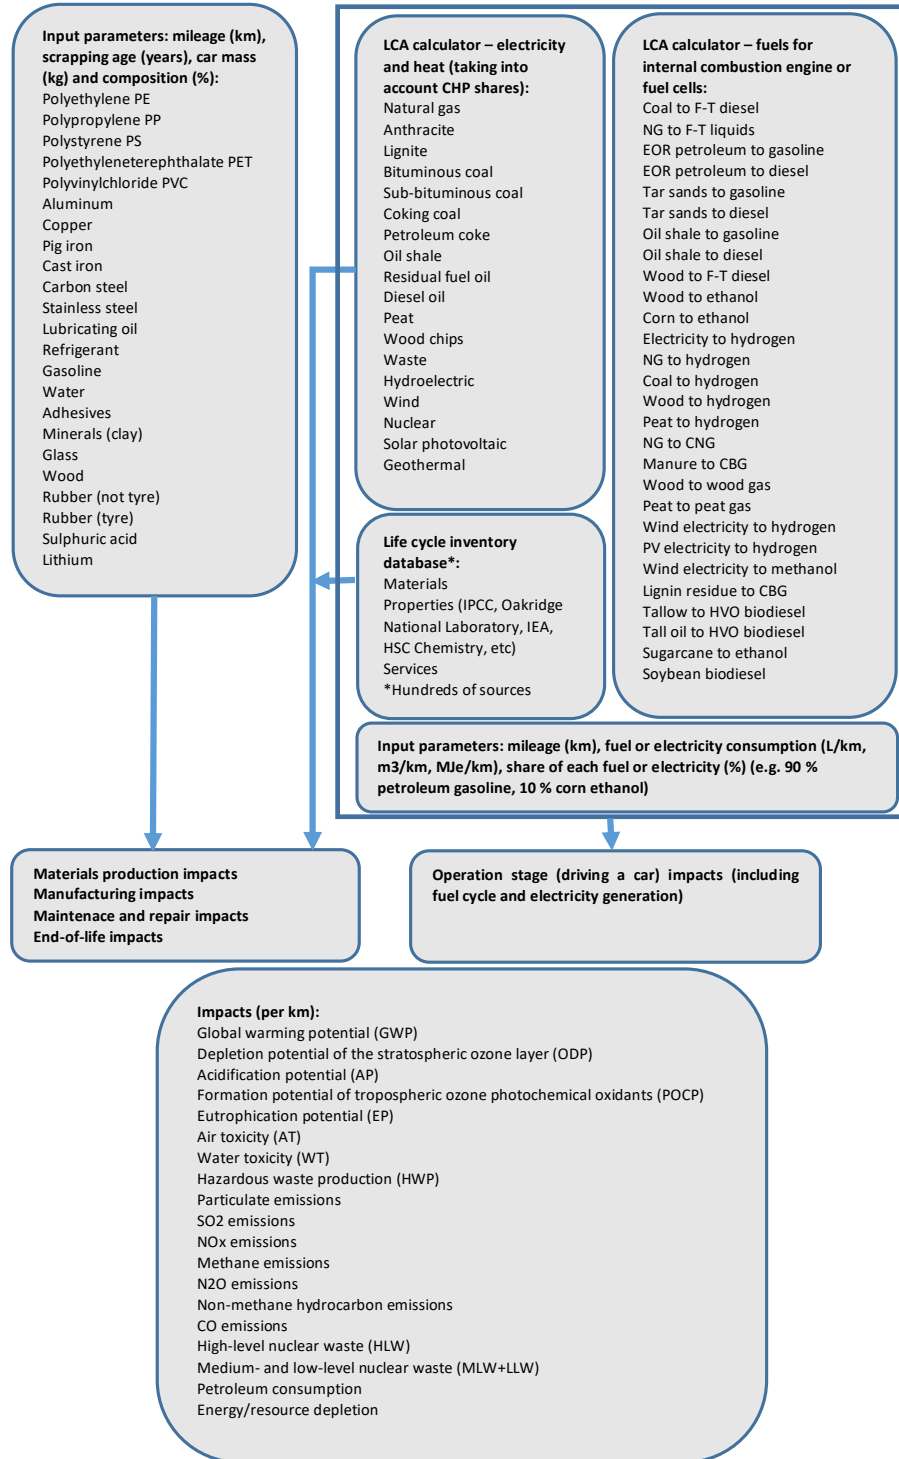 Input parameters: mileage (km),
scrapping age (years), car mass
(kg) and composition (%):
Polyethylene PE
Polypropylene PP
Polystyrene PS
Polyethyleneterephthalate PET
Polyvinylchloride PVC
Aluminum
Copper
Pig iron
Cast iron
Carbon steel
Stainless steel
Lubricating oil
Refrigerant
Gasoline
Water
Adhesives
Minerals (clay)
Glass
Wood
Rubber (not tyre)
Rubber (tyre)
Sulphuric acid
Lithium
LCA calculator – electricity
and heat (taking into
account CHP shares):
Natural gas
Anthracite
Lignite
Bituminous coal
Sub-bituminous coal
Coking coal
Petroleum coke
Oil shale
Residual fuel oil
Diesel oil
Peat
Wood chips
Waste
Hydroelectric
Wind
Nuclear
Solar photovoltaic
Geothermal
LCA calculator – fuels for
internal combustion engine or
fuel cells:
Coal to F-T diesel
NG to F-T liquids
EOR petroleum to gasoline
EOR petroleum to diesel
Tar sands to gasoline
Tar sands to diesel
Oil shale to gasoline
Oil shale to diesel
Wood to F-T diesel
Wood to ethanol
Corn to ethanol
Electricity to hydrogen
NG to hydrogen
Coal to hydrogen
Wood to hydrogen
Peat to hydrogen
NG to CNG
Manure to CBG
Wood to wood gas
Peat to peat gas
Wind electricity to hydrogen
PV electricity to hydrogen
Wind electricity to methanol
Lignin residue to CBG
Tallow to HVO biodiesel
Tall oil to HVO biodiesel
Sugarcane to ethanol
Soybean biodiesel
Life cycle inventory
database*:
Materials
Properties (IPCC, Oakridge
National Laboratory, IEA,
HSC Chemistry, etc)
Services
*Hundreds of sources
Input parameters: mileage (km), fuel or electricity consumption (L/km,
m3/km, MJe/km), share of each fuel or electricity (%) (e.g. 90 %
petroleum gasoline, 10 % corn ethanol)
Materials production impacts
Manufacturing impacts
Maintenace and repair impacts
End-of-life impacts
Operation stage (driving a car) impacts (including
fuel cycle and electricity generation)
Impacts (per km):
Global warming potential (GWP)
Depletion potential of the stratospheric ozone layer (ODP)
Acidification potential (AP)
Formation potential of tropospheric ozone photochemical oxidants (POCP)
Eutrophication potential (EP)
Air toxicity (AT)
Water toxicity (WT)
Hazardous waste production (HWP)
Particulate emissions
SO2 emissions
NOx emissions
Methane emissions
N2O emissions
Non-methane hydrocarbon emissions
CO emissions
High-level nuclear waste (HLW)
Medium- and low-level nuclear waste (MLW+LLW)
Petroleum consumption
Energy/resource depletion